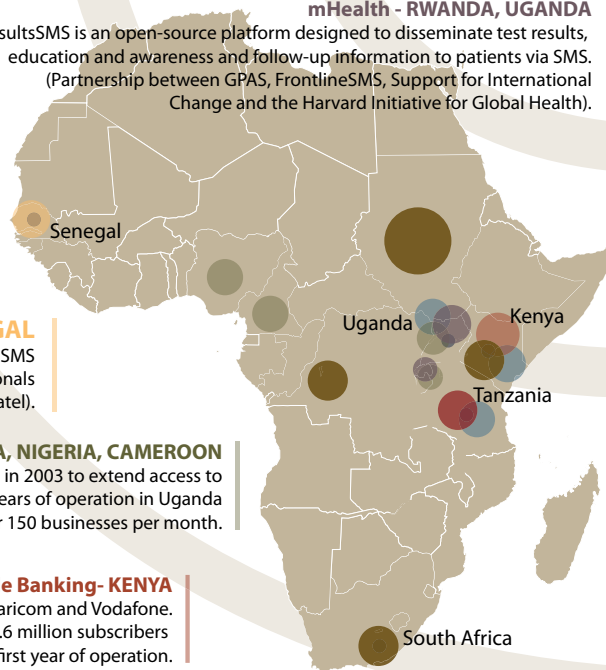 mHealth - RWANDA, UGANDA
sultsSMS is an open-source platform designed to disseminate test results,
education and awareness and follow-up information to patients via SMS.
(Partnership between GPAS, FrontlineSMS, Support for International
Change and the Harvard Initiative for Global Health).
Senegal
Uganda
Kenya
Tanzania
GAL
SMS
onals
atel).
A, NIGERIA, CAMEROON
in 2003 to extend access to
ears of operation in Uganda
r 150 businesses per month.
e Banking- KENYA
aricom and Vodafone.
.6 million subscribers
first year of operation.
South Africa